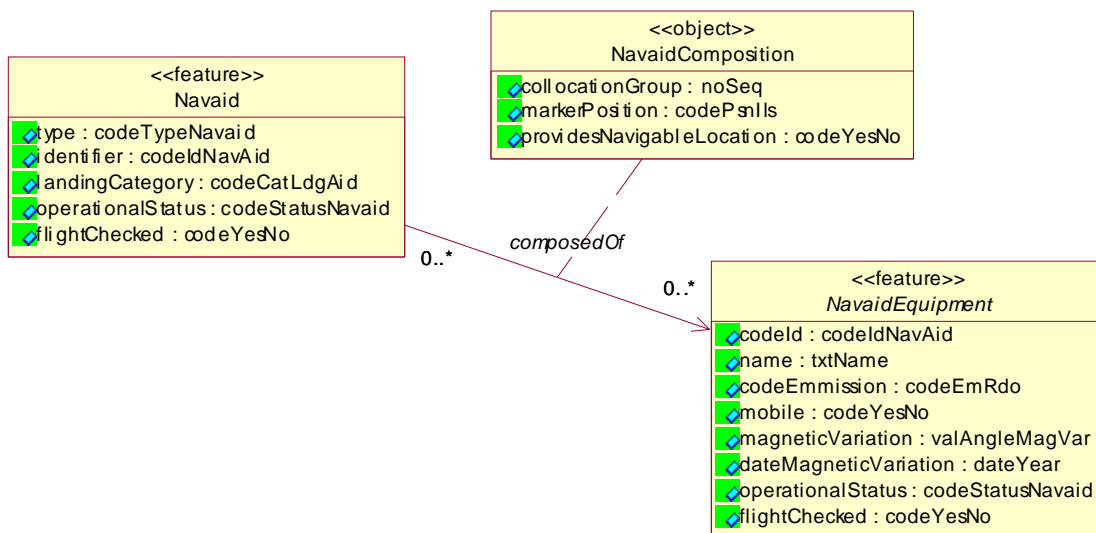 <<object>>
NavaidComposition
collocationGroup : noSeq
markerPosition : codePsnIls
providesNavigableLocation : codeYesNo
<<feature>>
Navaid
type : codeTypeNavaid
identifier : codeIdNavAid
landingCategory : codeCatLdgAid
operationalStatus : codeStatusNavaid
flightChecked : codeYesNo
composedOf
0..*
0..*
<<feature>>
NavaidEquipment
codeId : codeIdNavAid
name : txtName
codeEmmission : codeEmRdo
mobile : codeYesNo
magneticVariation : valAngleMagVar
dateMagneticVariation : dateYear
operationalStatus : codeStatusNavaid
flightChecked : codeYesNo